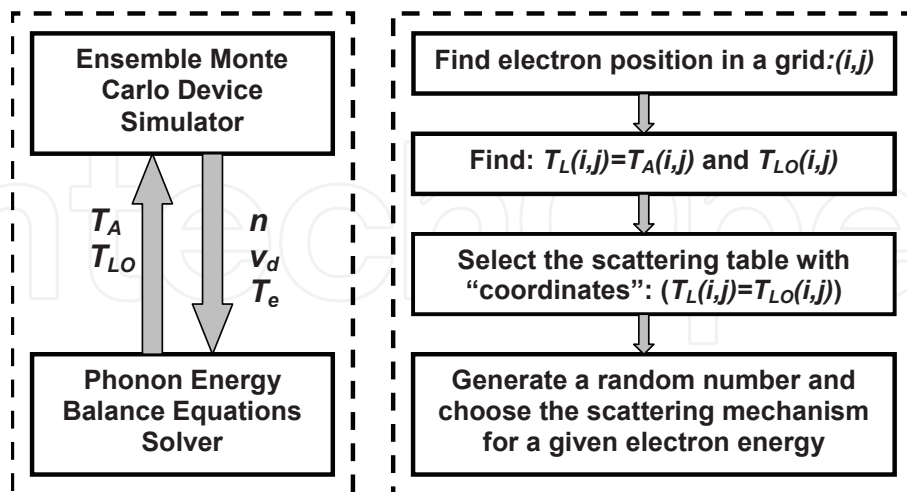 Ensemble Monte
Carlo Device
Simulator
T_A
T_LO
n
v_d
T_e
Phonon Energy
Balance Equations
Solver
Find electron position in a grid:(i,j)
Find: T_L(i,j)=T_A(i,j) and T_LO(i,j)
Select the scattering table with
“coordinates”: (T_L(i,j)=T_LO(i,j))
Generate a random number and
choose the scattering mechanism
for a given electron energy